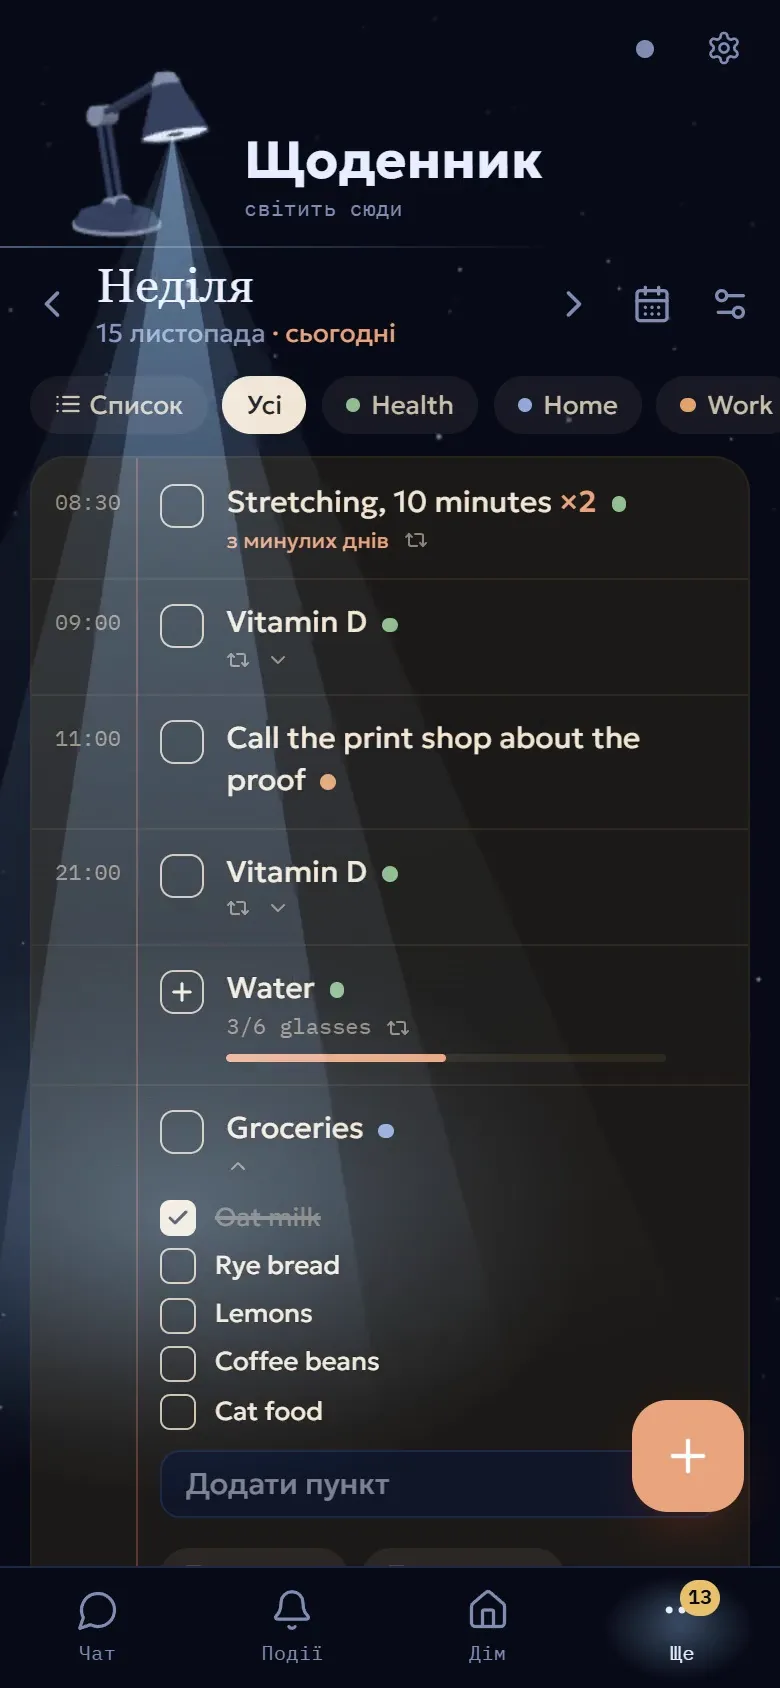 Щоденник
світить сюди
Неділя
15 листопада · сьогодні
Список
Усі
Health
Home
Work
08:30
Stretching, 10 minutes ×2
з минулих днів
09:00
Vitamin D
11:00
Call the print shop about the
proof
21:00
Vitamin D
Water
3/6 glasses
Groceries
Oat milk
Rye bread
Lemons
Coffee beans
Cat food
Додати пункт
13
Чат
Події
Дім
Ще